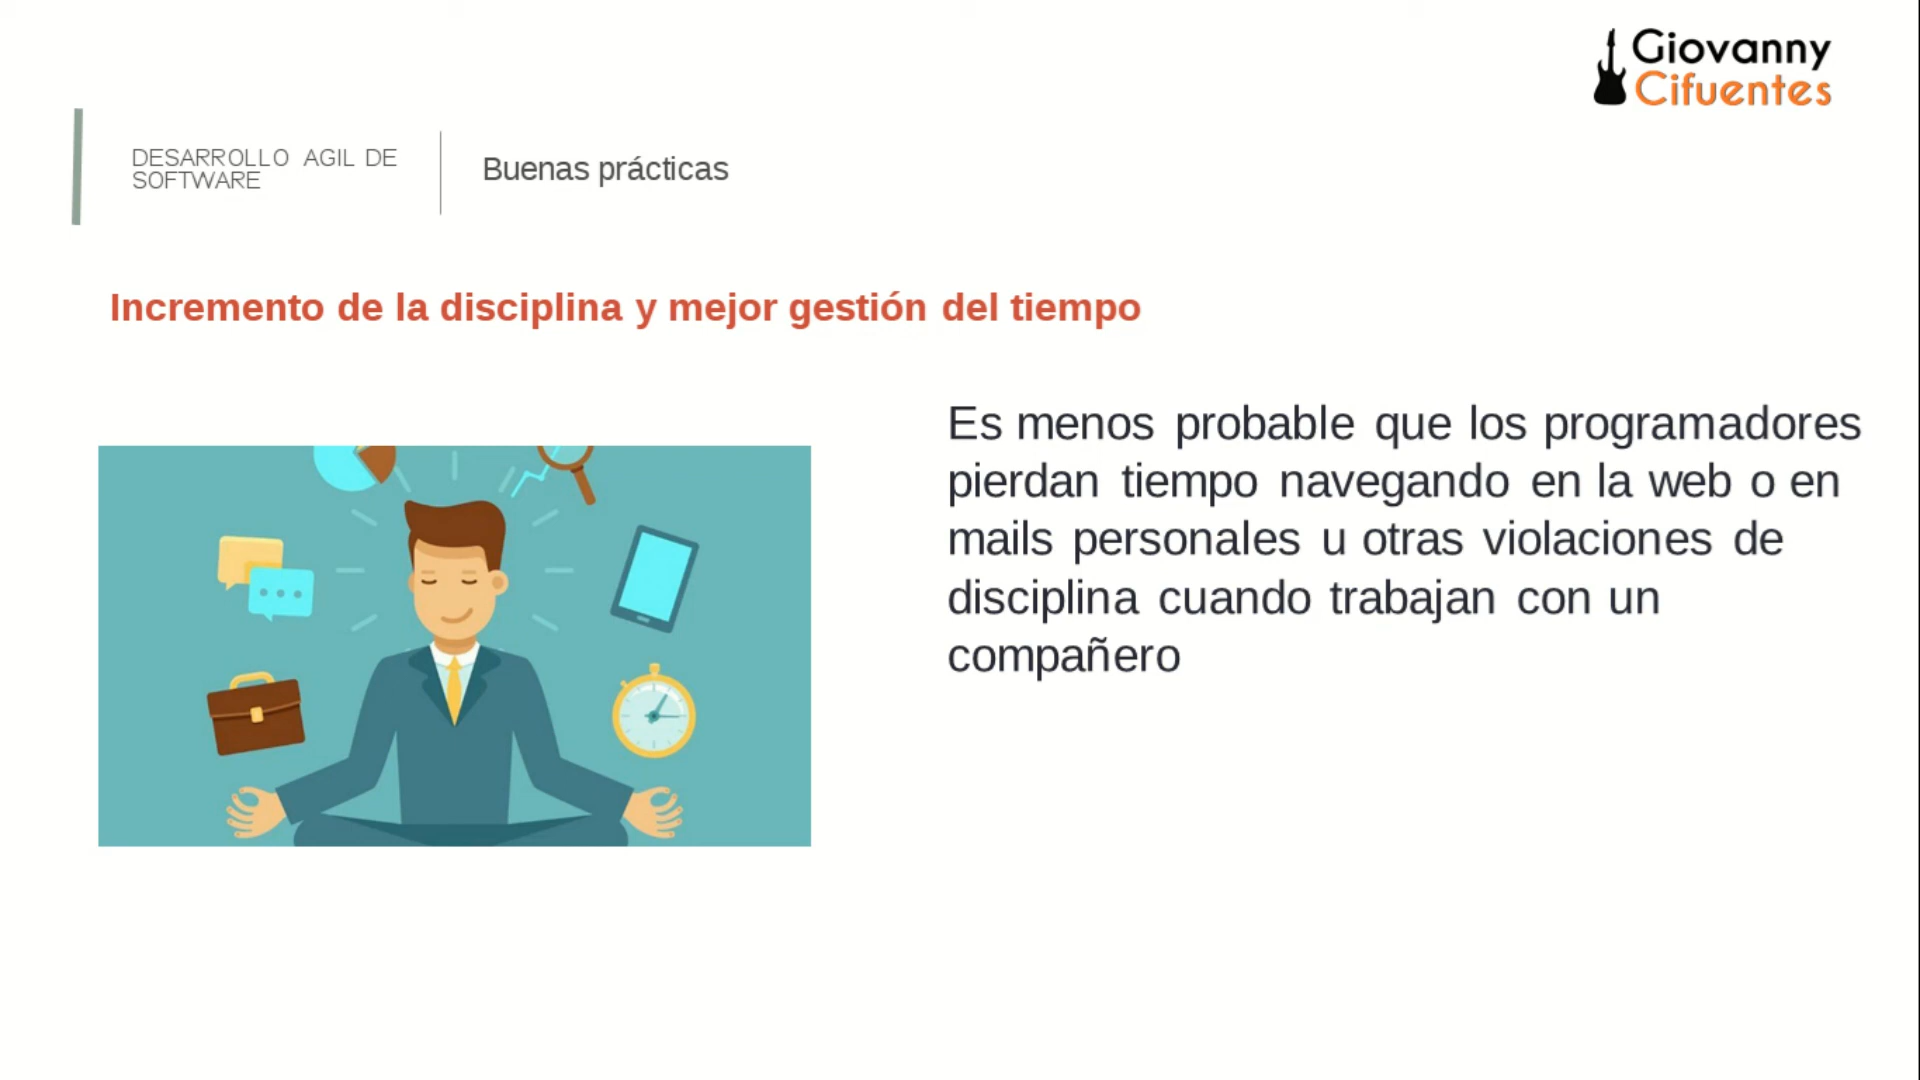 Giovanny
Cifuentes
DESARROLLO AGIL DE
SOFTWARE
Buenas prácticas
Incremento de la disciplina y mejor gestión del tiempo
Es menos probable que los programadores
pierdan tiempo navegando en la web o en
mails personales u otras violaciones de
disciplina cuando trabajan con un
compañero